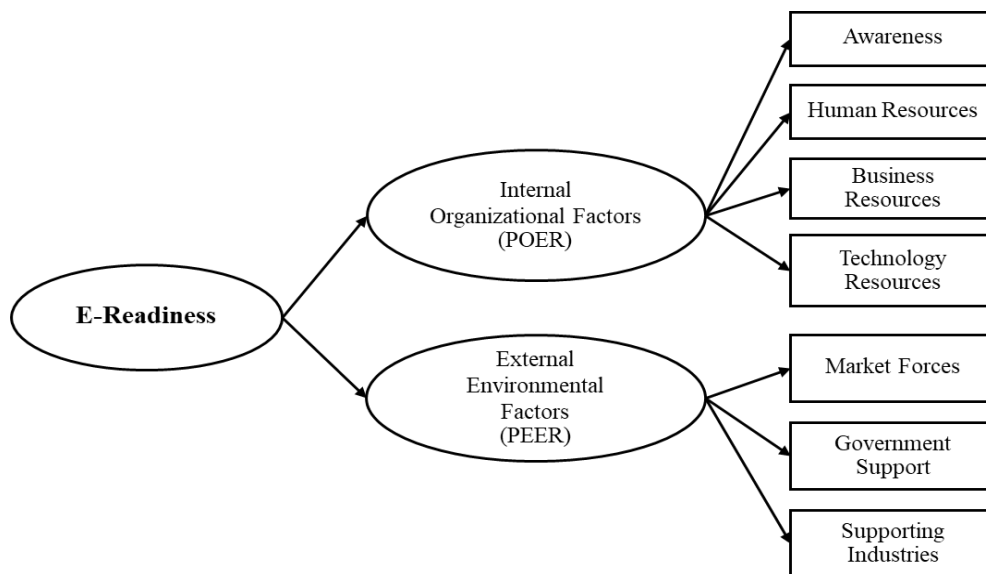 Awareness
Human Resources
Business
Resources
Technology
Resources
Internal
Organizational Factors
(POER)
E-Readiness
External
Environmental
Factors
(PEER)
Market Forces
Government
Support
Supporting
Industries